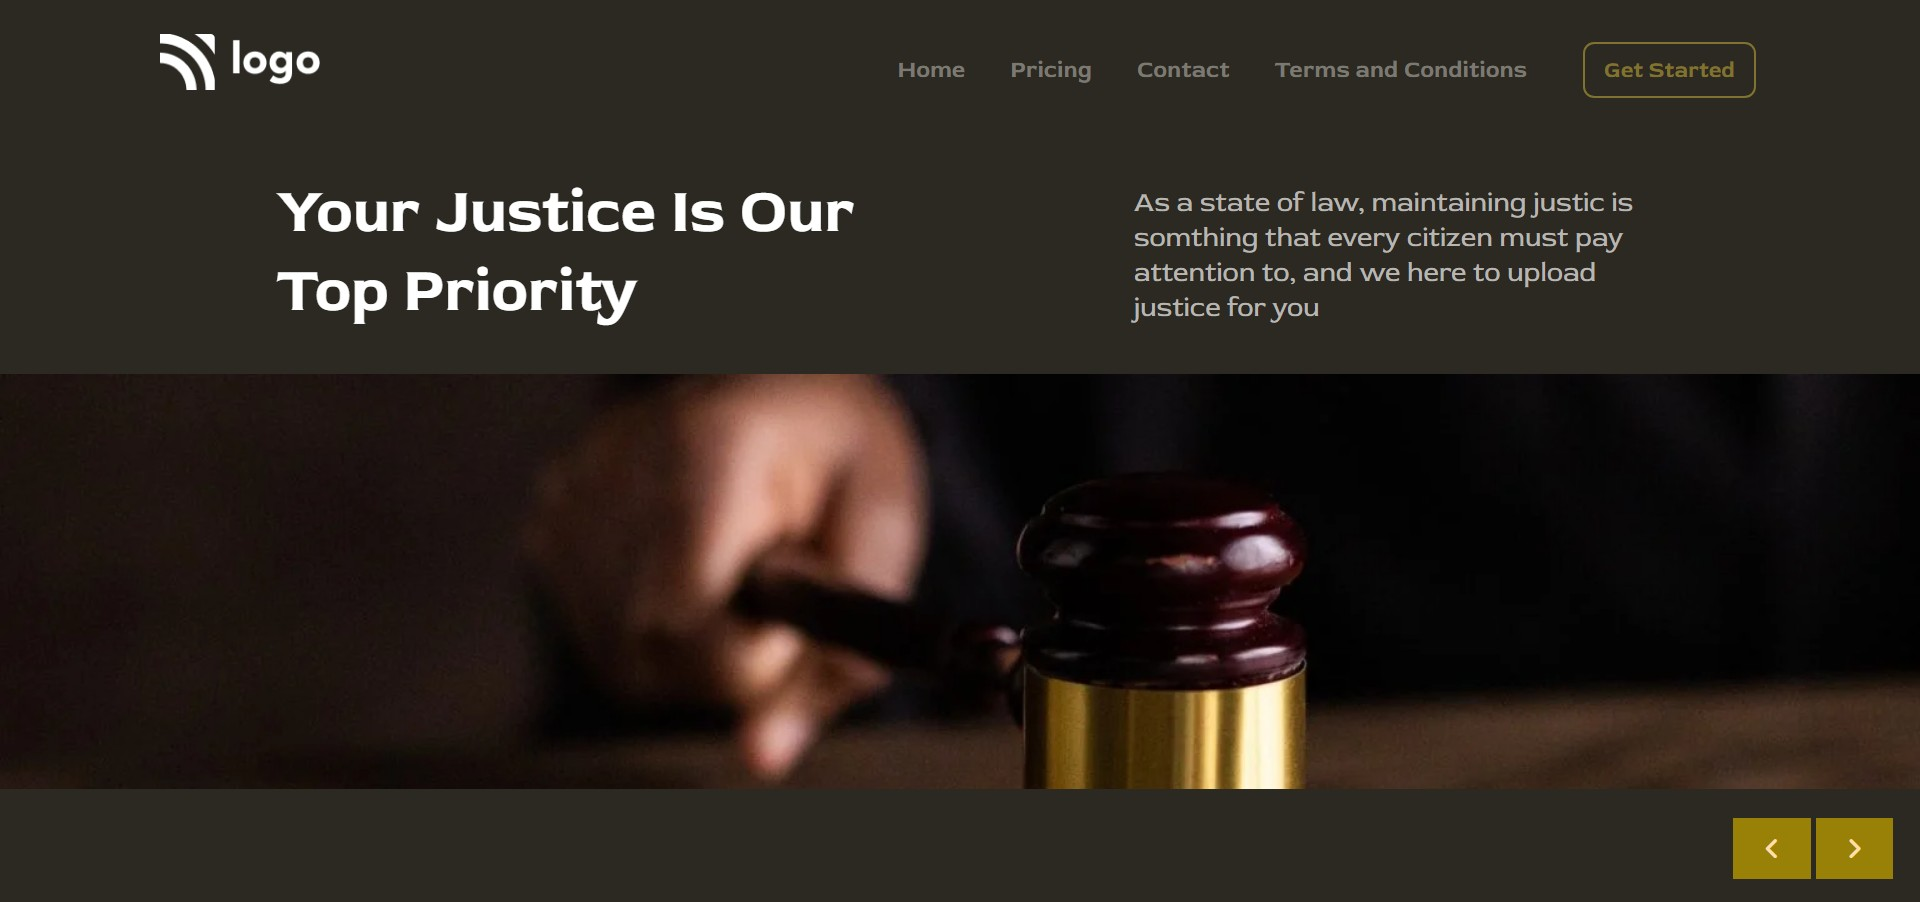 logo
Home
Pricing
Contact
Terms and Conditions
Get Started
Your Justice Is Our
Top Priority
As a state of law, maintaining justic is
somthing that every citizen must pay
attention to, and we here to upload
justice for you